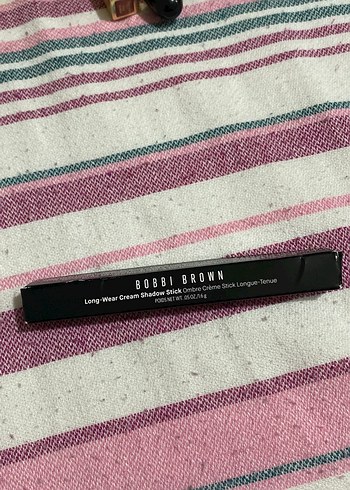 BOBBI BROWN
Long-Wear Cream Shadow Stick Ombre Crème Stick Longue-Tenue
POIDS NET WT. .05 OZ./1.6 g